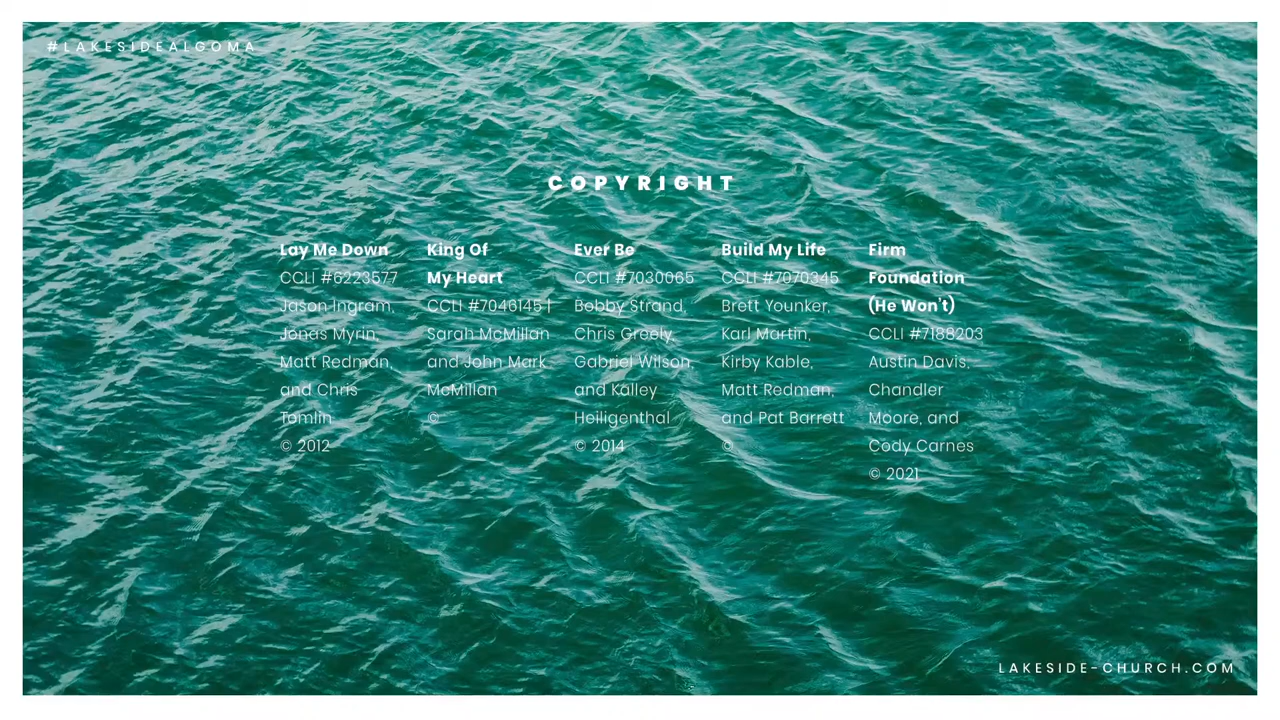 #LAKESIDEALGOMA
COPYRIGHT
Lay Me Down
CCLI #6223577
Jason Ingram,
Jonas Myrin,
Matt Redman,
and Chris
Tomlin
© 2012
King Of
My Heart
CCLI #7046145 |
Sarah McMillan
and John Mark
McMillan
©
Ever Be
CCLI #7030065
Bobby Strand,
Chris Greely,
Gabriel Wilson,
and Kalley
Heiligenthal
© 2014
Build My Life
CCLI #7070345
Brett Younker,
Karl Martin,
Kirby Kable,
Matt Redman,
and Pat Barrett
©
Firm
Foundation
(He Won't)
CCLI #7188203
Austin Davis,
Chandler
Moore, and
Cody Carnes
© 2021
LAKESIDE-CHURCH.COM